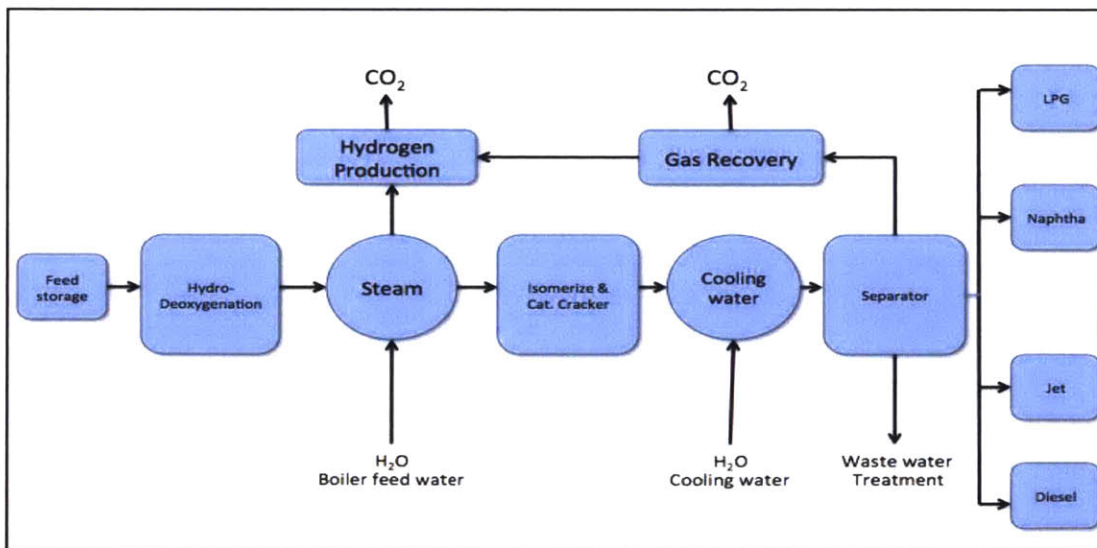 CO₂
CO₂
LPG
Hydrogen
Production
Gas Recovery
Naphtha
Feed
storage
Hydro-
Deoxygenation
Steam
Isomerize &
Cat. Cracker
Cooling
water
Separator
Jet
H₂O
Boiler feed water
H₂O
Cooling water
Waste water
Treatment
Diesel